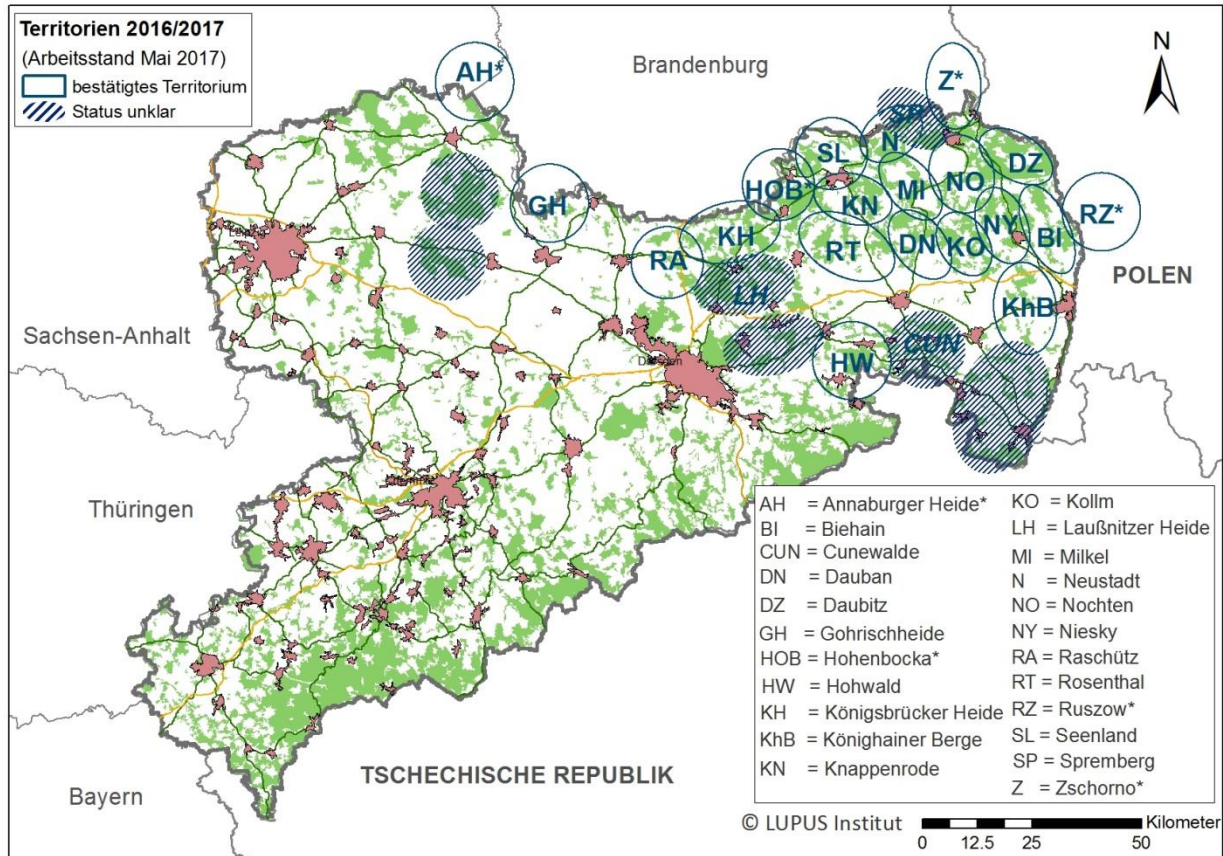 Territorien 2016/2017
(Arbeitsstand Mai 2017)
bestätigtes Territorium
Status unklar
Brandenburg
N
AH*
Z*
SP
N
SL
DZ
HOB*
MI
NO
KN
GH
NY
RZ*
KH
RT
DN
KO
BI
RA
Leipzig
POLEN
LH
KhB
Sachsen-Anhalt
Dresden
HW
CUN
Thüringen
TSCHECHISCHE REPUBLIK
Bayern
AH = Annaburger Heide*
BI = Biehain
CUN = Cunewalde
DN = Dauban
DZ = Daubitz
GH = Gohrischheide
HOB = Hohenbocka*
HW = Hohwald
KH = Königsbrücker Heide
KhB = Könighainer Berge
KN = Knappenrode
KO = Kollm
LH = Laußnitzer Heide
MI = Milkel
N = Neustadt
NO = Nochten
NY = Niesky
RA = Raschütz
RT = Rosenthal
RZ = Ruszow*
SL = Seenland
SP = Spremberg
Z = Zschorno*
© LUPUS Institut
Kilometer
0 12.5 25 50